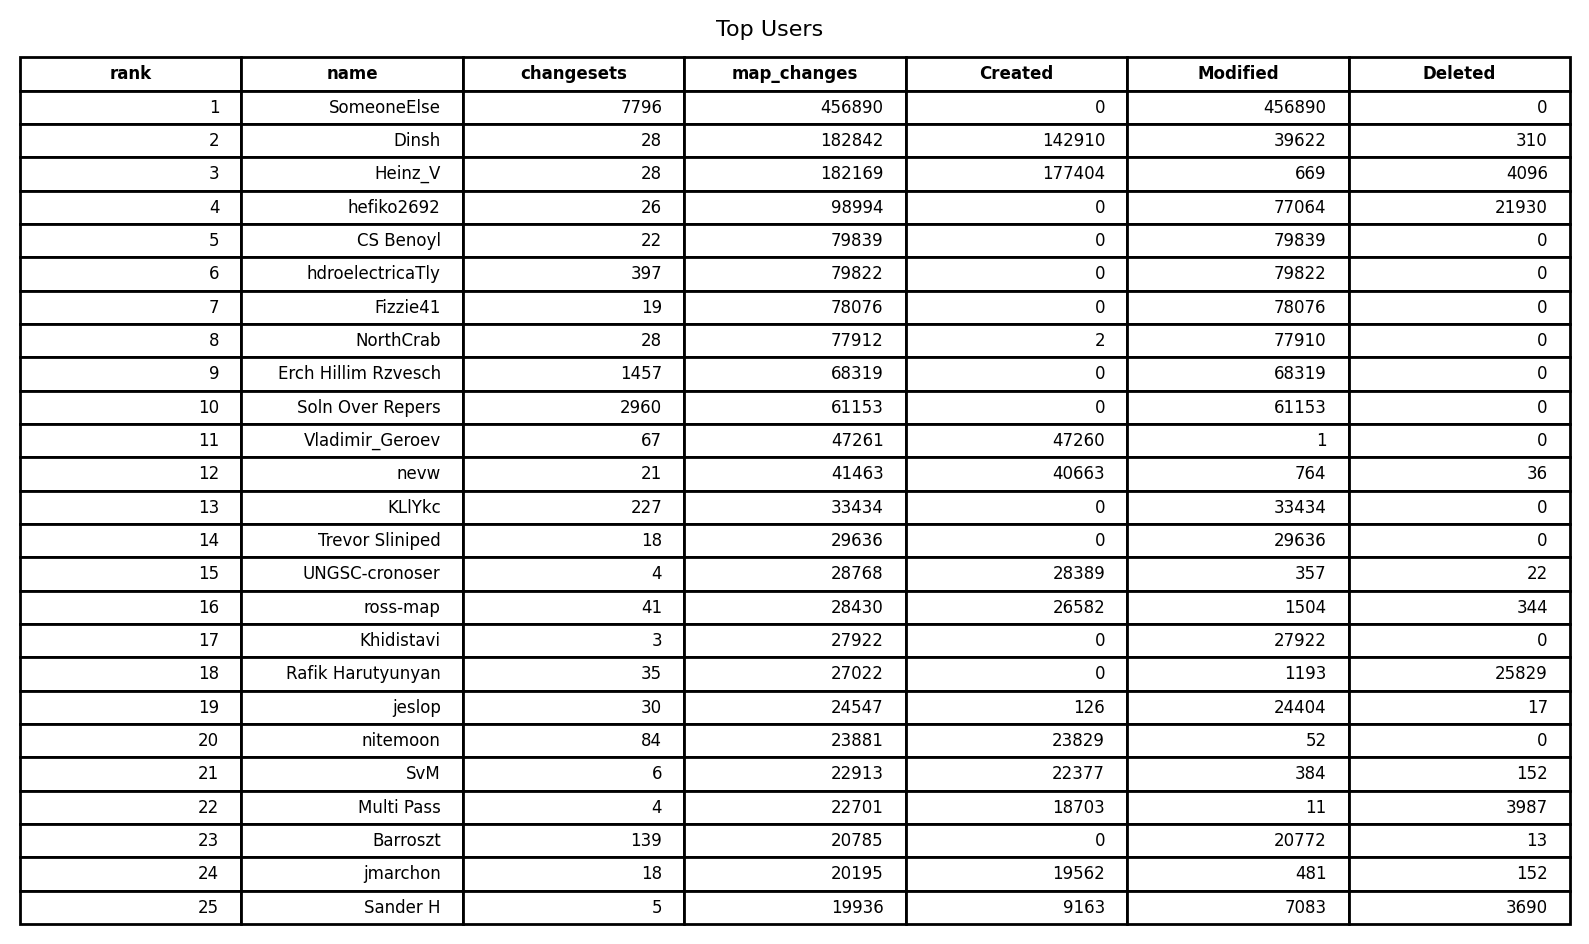 Top Users
rank name changesets map_changes Created Modified Deleted
1 SomeoneElse 7796 456890 0 456890 0
2 Dinsh 28 182842 142910 39622 310
3 Heinz_V 28 182169 177404 669 4096
4 hefiko2692 26 98994 0 77064 21930
5 CS Benoyl 22 79839 0 79839 0
6 hdroelectricaTly 397 79822 0 79822 0
7 Fizzie41 19 78076 0 78076 0
8 NorthCrab 28 77912 2 77910 0
9 Erch Hillim Rzvesch 1457 68319 0 68319 0
10 Soln Over Repers 2960 61153 0 61153 0
11 Vladimir_Geroev 67 47261 47260 1 0
12 nevw 21 41463 40663 764 36
13 KLlYkc 227 33434 0 33434 0
14 Trevor Sliniped 18 29636 0 29636 0
15 UNGSC-cronoser 4 28768 28389 357 22
16 ross-map 41 28430 26582 1504 344
17 Khidistavi 3 27922 0 27922 0
18 Rafik Harutyunyan 35 27022 0 1193 25829
19 jeslop 30 24547 126 24404 17
20 nitemoon 84 23881 23829 52 0
21 SvM 6 22913 22377 384 152
22 Multi Pass 4 22701 18703 11 3987
23 Barroszt 139 20785 0 20772 13
24 jmarchon 18 20195 19562 481 152
25 Sander H 5 19936 9163 7083 3690